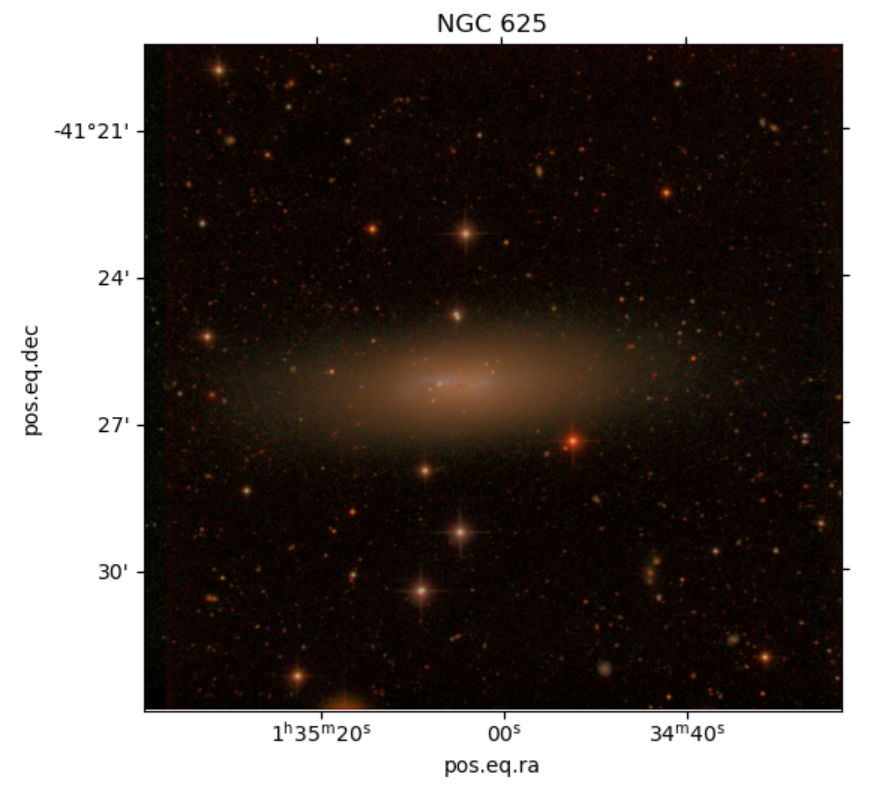 NGC 625
-41°21'
24'
27'
30'
pos.eq.dec
1ʰ35ᵐ20ˢ 00ˢ 34ᵐ40ˢ
pos.eq.ra